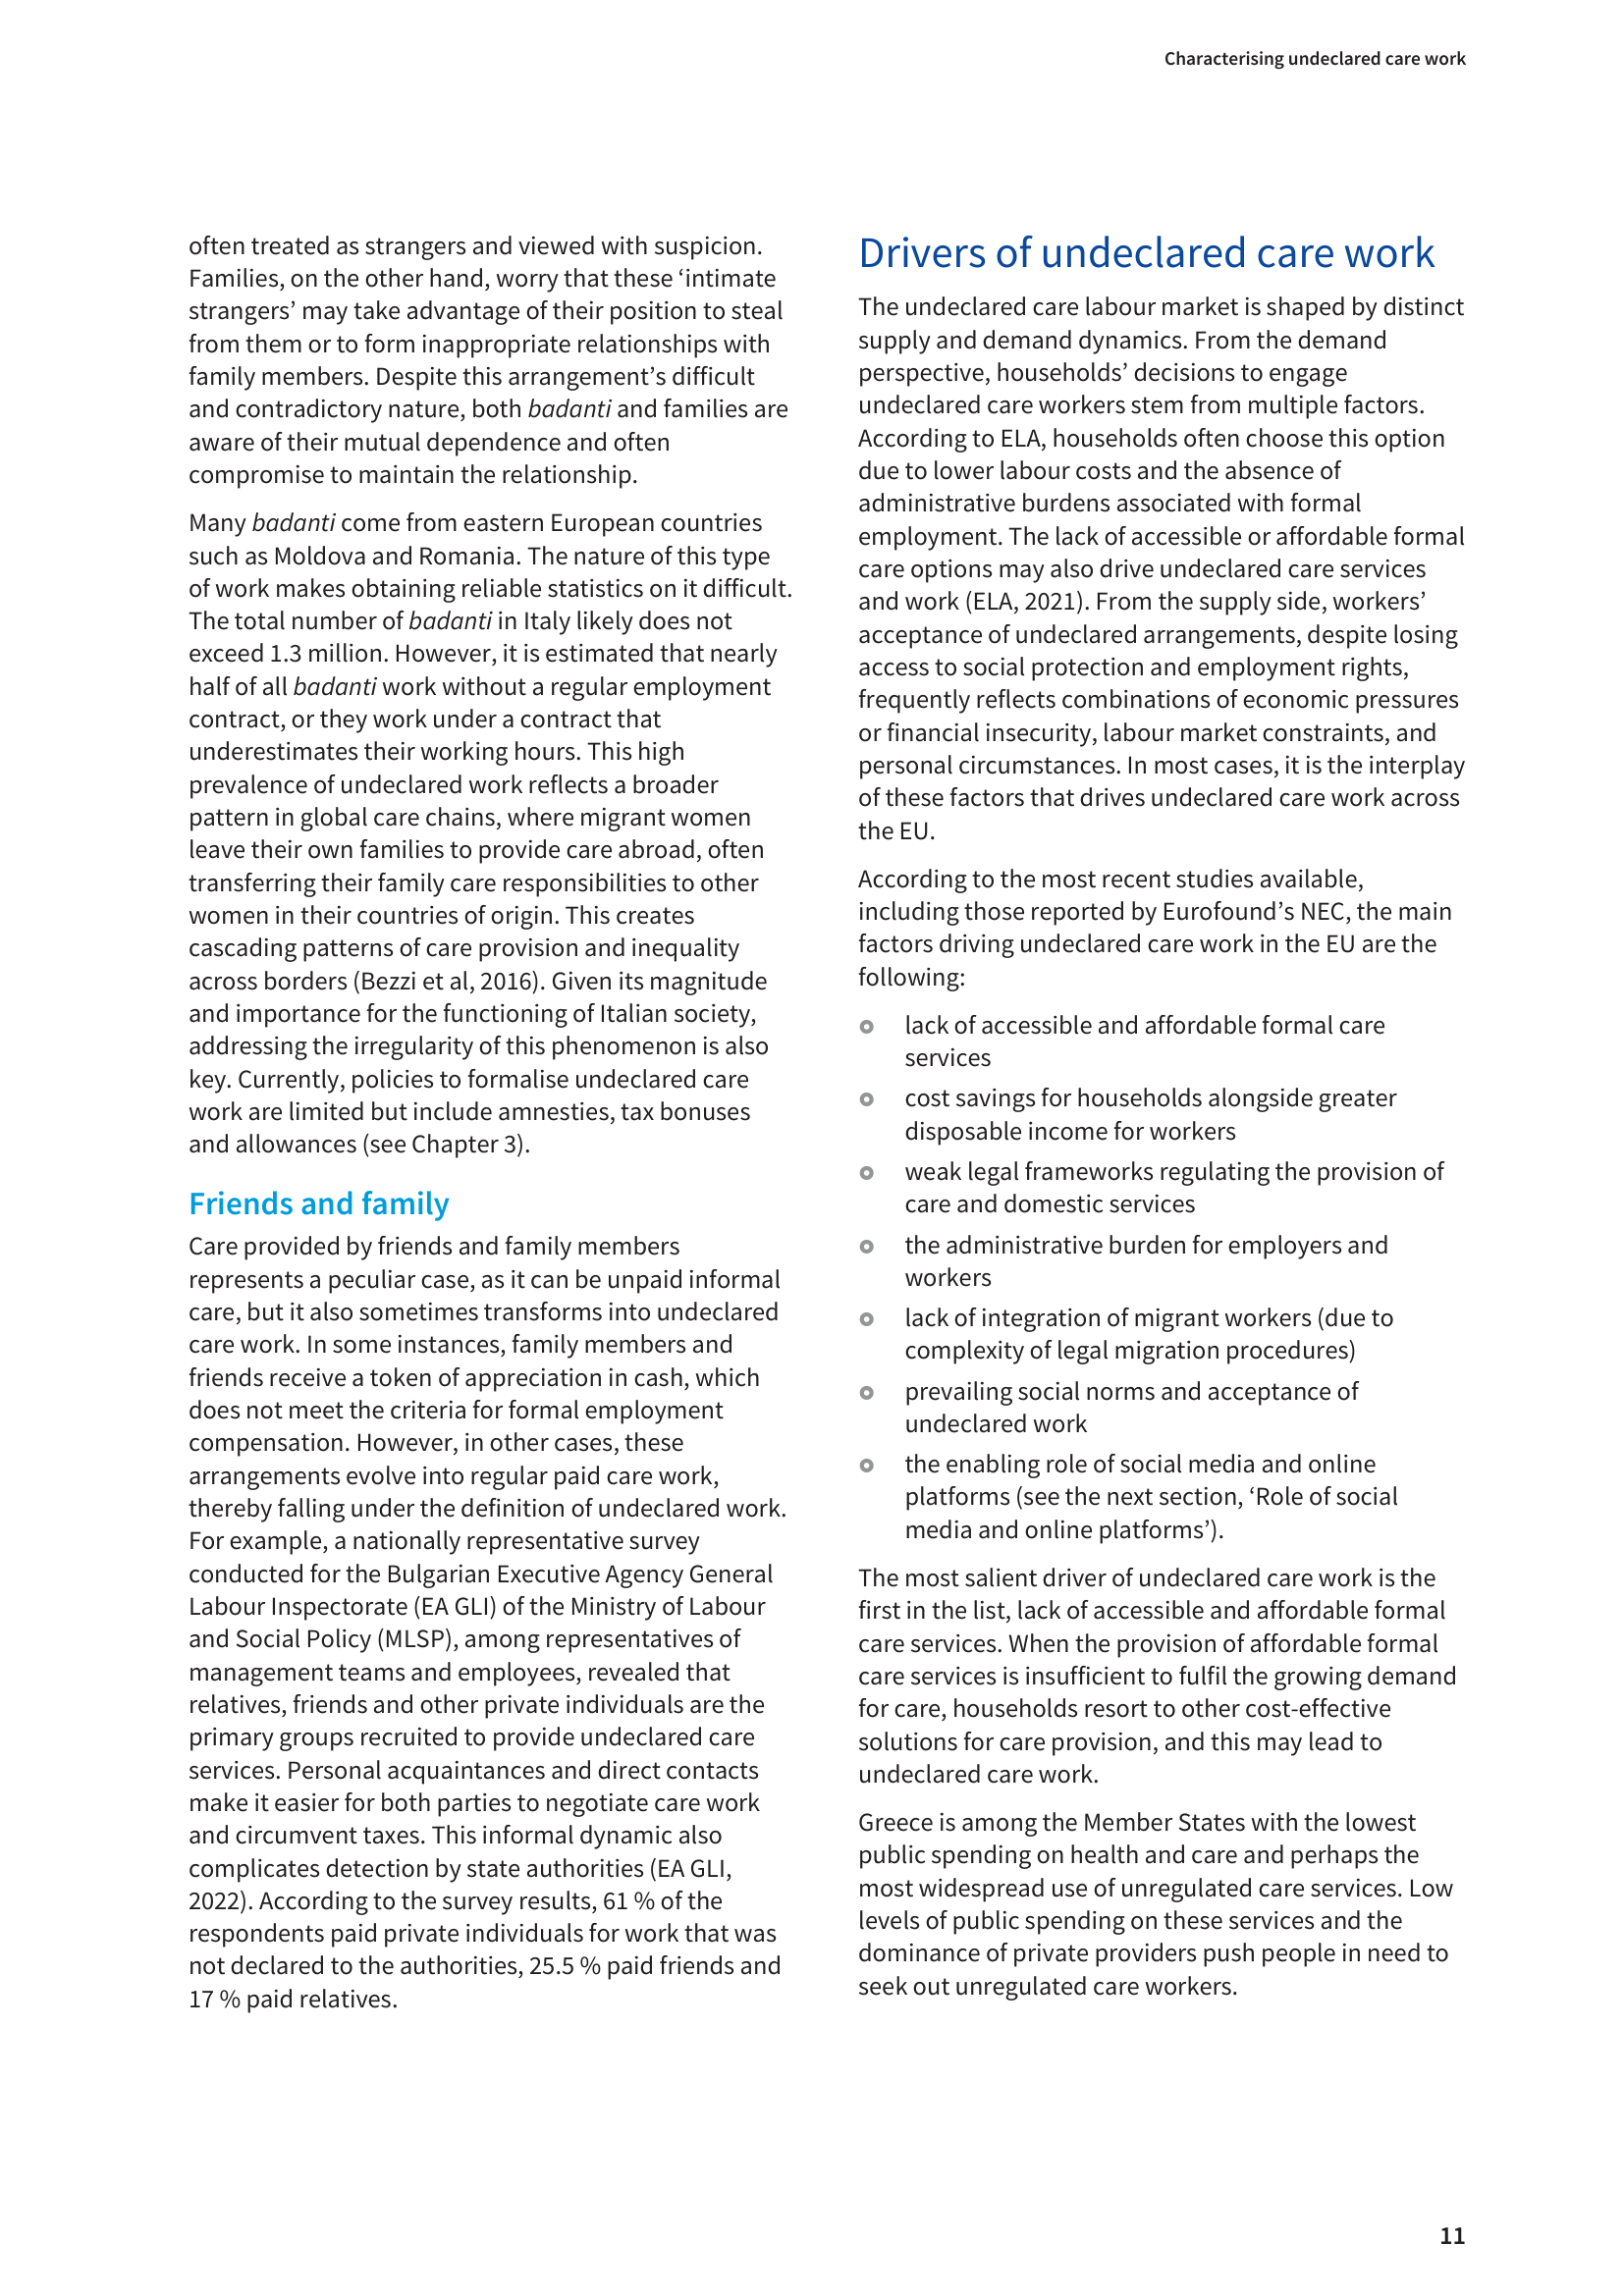 Characterising undeclared care work
often treated as strangers and viewed with suspicion.
Families, on the other hand, worry that these ‘intimate
strangers’ may take advantage of their position to steal
from them or to form inappropriate relationships with
family members. Despite this arrangement’s difficult
and contradictory nature, both badanti and families are
aware of their mutual dependence and often
compromise to maintain the relationship.
Many badanti come from eastern European countries
such as Moldova and Romania. The nature of this type
of work makes obtaining reliable statistics on it difficult.
The total number of badanti in Italy likely does not
exceed 1.3 million. However, it is estimated that nearly
half of all badanti work without a regular employment
contract, or they work under a contract that
underestimates their working hours. This high
prevalence of undeclared work reflects a broader
pattern in global care chains, where migrant women
leave their own families to provide care abroad, often
transferring their family care responsibilities to other
women in their countries of origin. This creates
cascading patterns of care provision and inequality
across borders (Bezzi et al, 2016). Given its magnitude
and importance for the functioning of Italian society,
addressing the irregularity of this phenomenon is also
key. Currently, policies to formalise undeclared care
work are limited but include amnesties, tax bonuses
and allowances (see Chapter 3).
Friends and family
Care provided by friends and family members
represents a peculiar case, as it can be unpaid informal
care, but it also sometimes transforms into undeclared
care work. In some instances, family members and
friends receive a token of appreciation in cash, which
does not meet the criteria for formal employment
compensation. However, in other cases, these
arrangements evolve into regular paid care work,
thereby falling under the definition of undeclared work.
For example, a nationally representative survey
conducted for the Bulgarian Executive Agency General
Labour Inspectorate (EA GLI) of the Ministry of Labour
and Social Policy (MLSP), among representatives of
management teams and employees, revealed that
relatives, friends and other private individuals are the
primary groups recruited to provide undeclared care
services. Personal acquaintances and direct contacts
make it easier for both parties to negotiate care work
and circumvent taxes. This informal dynamic also
complicates detection by state authorities (EA GLI,
2022). According to the survey results, 61 % of the
respondents paid private individuals for work that was
not declared to the authorities, 25.5 % paid friends and
17 % paid relatives.
Drivers of undeclared care work
The undeclared care labour market is shaped by distinct
supply and demand dynamics. From the demand
perspective, households’ decisions to engage
undeclared care workers stem from multiple factors.
According to ELA, households often choose this option
due to lower labour costs and the absence of
administrative burdens associated with formal
employment. The lack of accessible or affordable formal
care options may also drive undeclared care services
and work (ELA, 2021). From the supply side, workers’
acceptance of undeclared arrangements, despite losing
access to social protection and employment rights,
frequently reflects combinations of economic pressures
or financial insecurity, labour market constraints, and
personal circumstances. In most cases, it is the interplay
of these factors that drives undeclared care work across
the EU.
According to the most recent studies available,
including those reported by Eurofound’s NEC, the main
factors driving undeclared care work in the EU are the
following:
lack of accessible and affordable formal care
services
cost savings for households alongside greater
disposable income for workers
weak legal frameworks regulating the provision of
care and domestic services
the administrative burden for employers and
workers
lack of integration of migrant workers (due to
complexity of legal migration procedures)
prevailing social norms and acceptance of
undeclared work
the enabling role of social media and online
platforms (see the next section, ‘Role of social
media and online platforms’).
The most salient driver of undeclared care work is the
first in the list, lack of accessible and affordable formal
care services. When the provision of affordable formal
care services is insufficient to fulfil the growing demand
for care, households resort to other cost-effective
solutions for care provision, and this may lead to
undeclared care work.
Greece is among the Member States with the lowest
public spending on health and care and perhaps the
most widespread use of unregulated care services. Low
levels of public spending on these services and the
dominance of private providers push people in need to
seek out unregulated care workers.
11